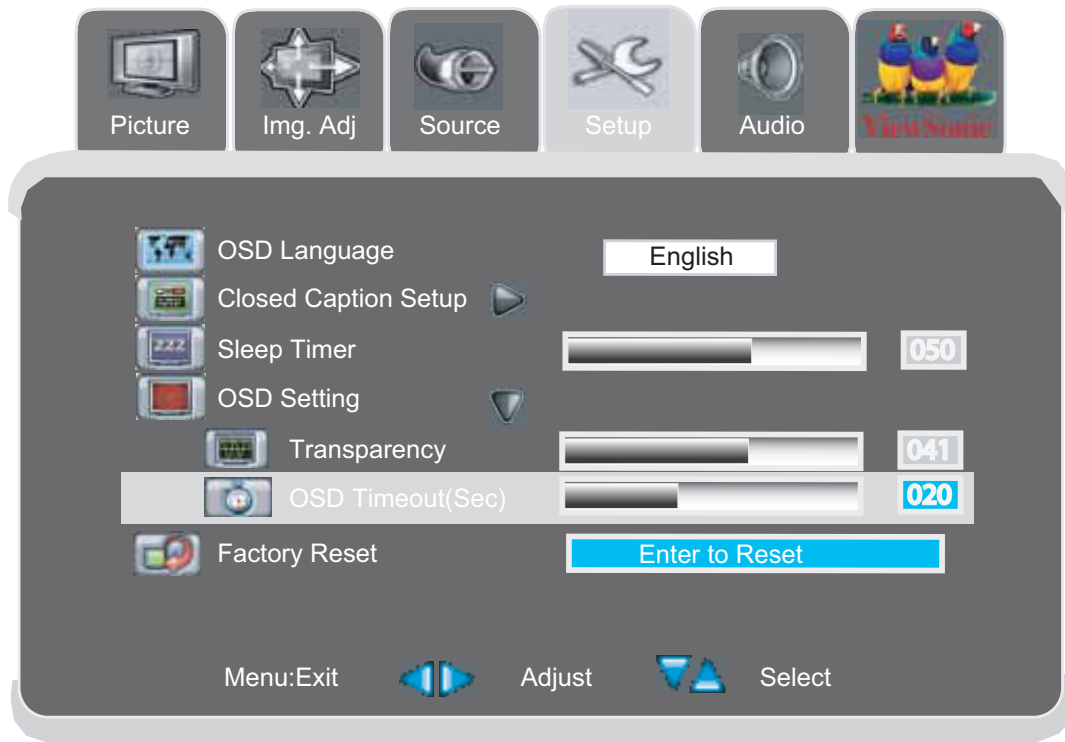 Picture Img. Adj Source Setup Audio ViewSonic
OSD Language English
Closed Caption Setup
Sleep Timer 050
OSD Setting
Transparency 041
OSD Timeout(Sec) 020
Factory Reset Enter to Reset
Menu:Exit Adjust Select